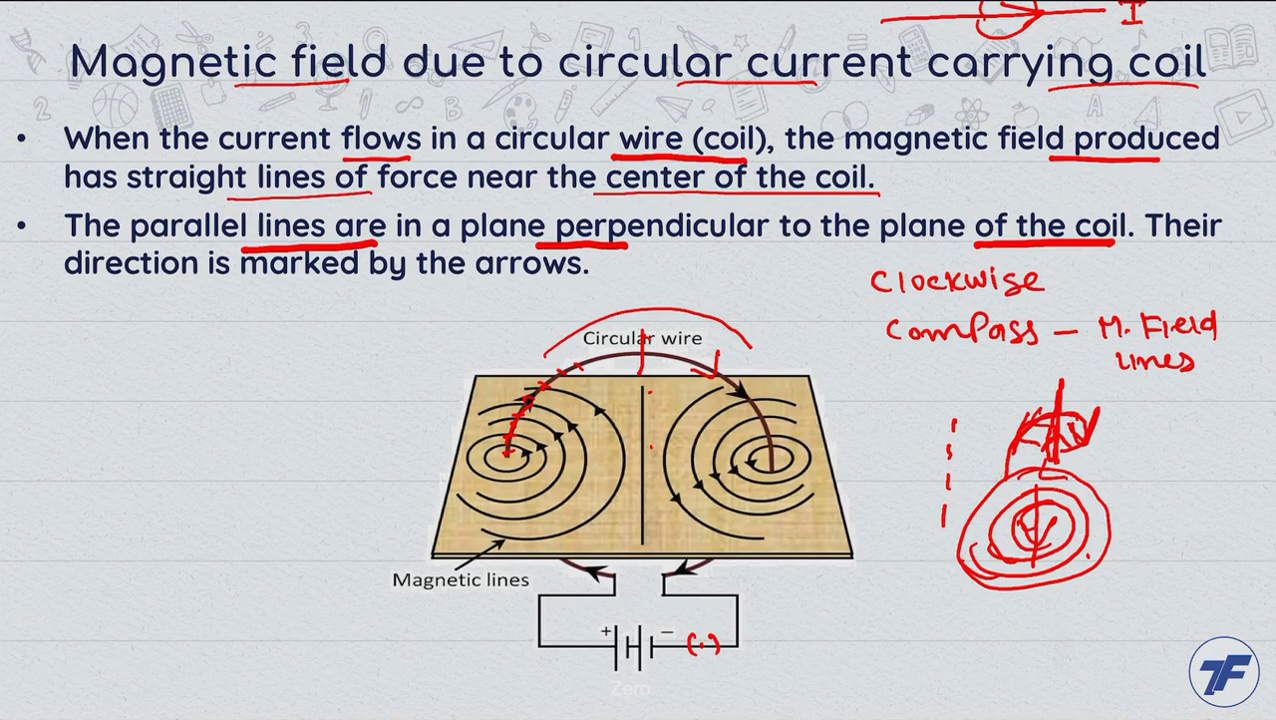 I
Magnetic field due to circular current carrying coil
• When the current flows in a circular wire (coil), the magnetic field produced
has straight lines of force near the center of the coil.
• The parallel lines are in a plane perpendicular to the plane of the coil. Their
direction is marked by the arrows.
Clockwise
Compass – M. Field
lines
Circular wire
Magnetic lines
+ −
(·)
Zero
TF